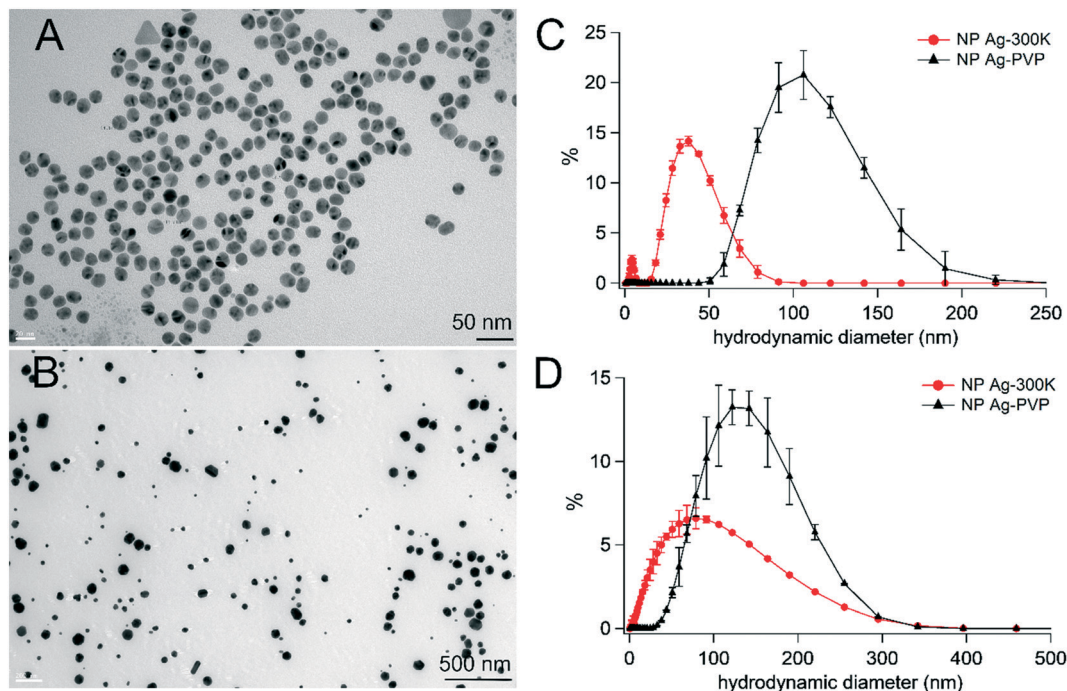 A
50 nm
B
500 nm
C
NP Ag-300K
NP Ag-PVP
25
20
15
10
5
0
%
0 50 100 150 200 250
hydrodynamic diameter (nm)
D
NP Ag-300K
NP Ag-PVP
15
10
5
0
%
0 100 200 300 400 500
hydrodynamic diameter (nm)